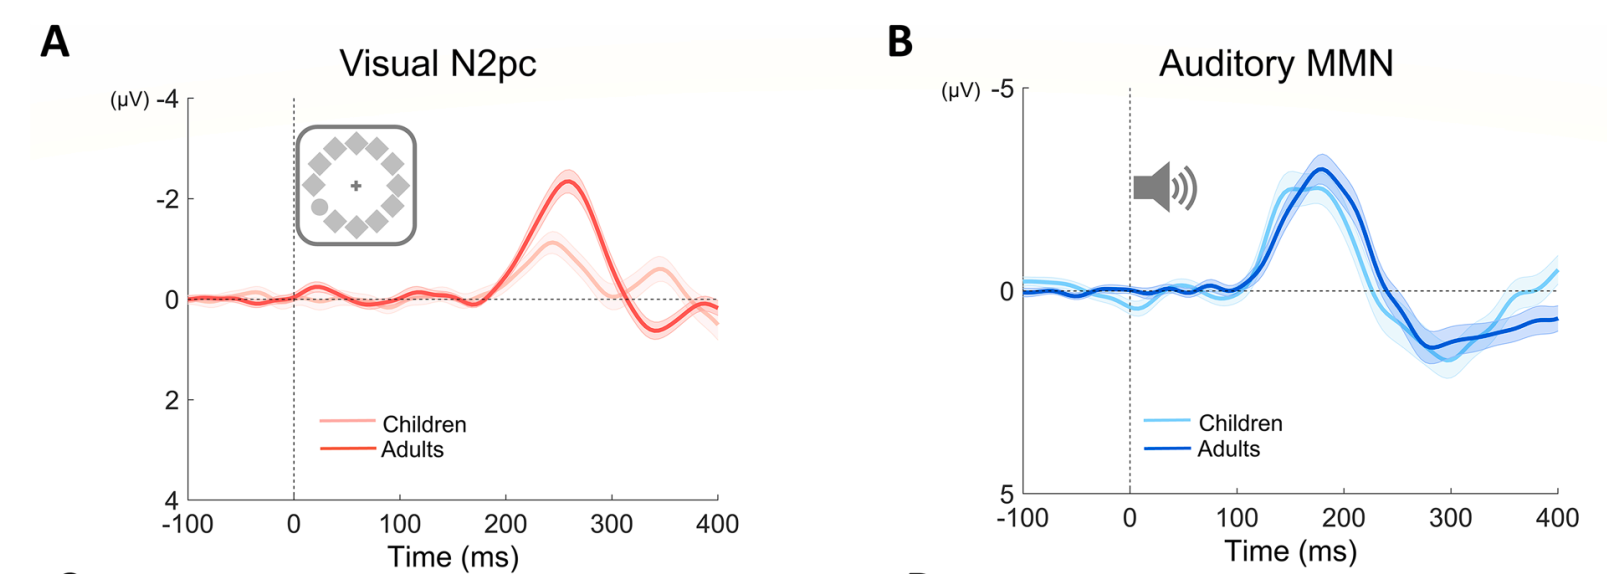 A
Visual N2pc
(µV) -4
-2
0
2
4
-100 0 100 200 300 400
Time (ms)
Children
Adults
B
Auditory MMN
(µV) -5
0
5
-100 0 100 200 300 400
Time (ms)
Children
Adults